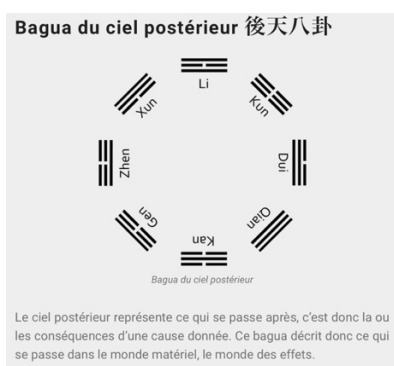 Bagua du ciel postérieur 後天八卦
Li
Xun
Kun
Zhen
Dui
Gen
Qian
Kan
Bagua du ciel postérieur
Le ciel postérieur représente ce qui se passe après, c'est donc la ou
les conséquences d'une cause donnée. Ce bagua décrit donc ce qui
se passe dans le monde matériel, le monde des effets.